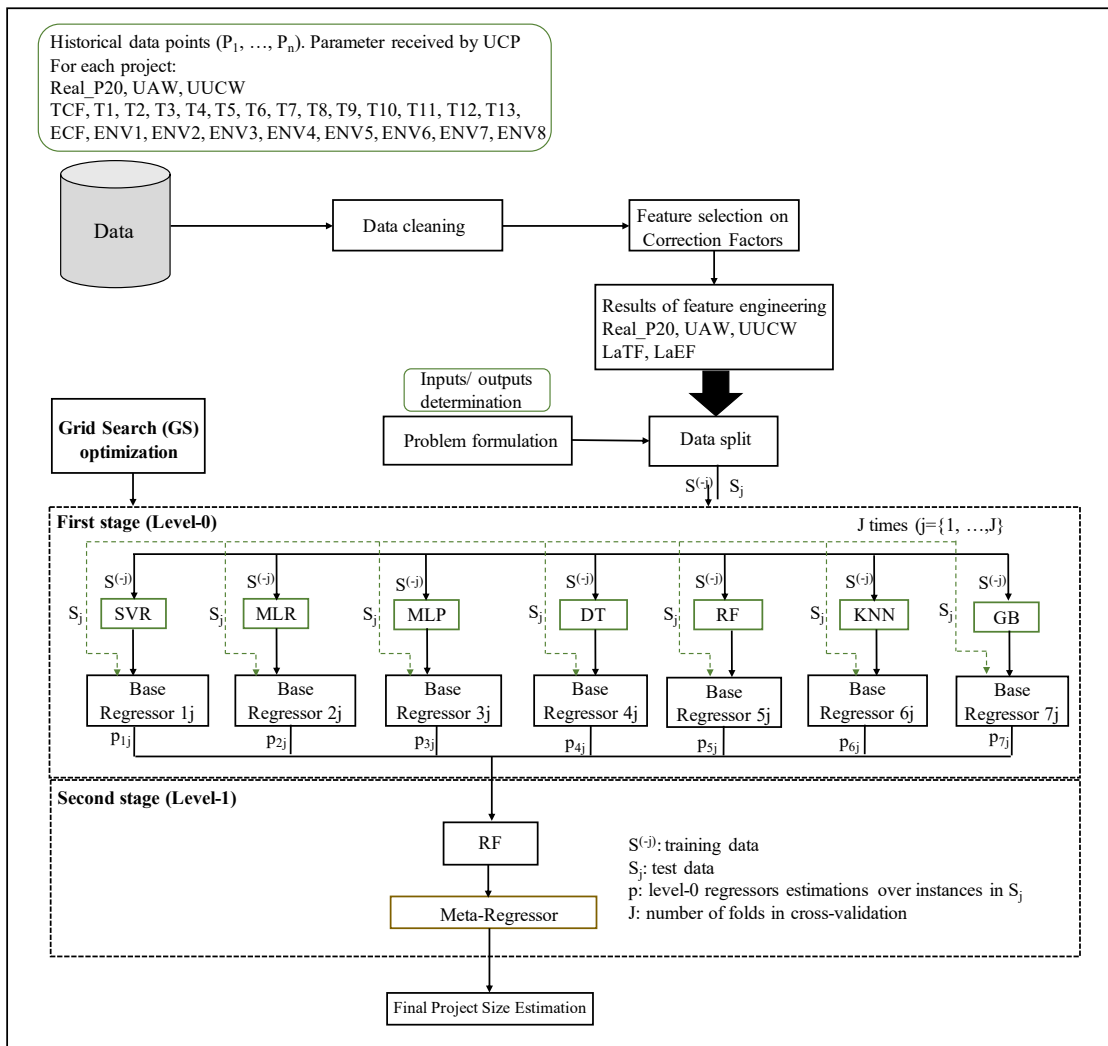 Historical data points (P1, …, Pn). Parameter received by UCP
For each project:
Real_P20, UAW, UUCW
TCF, T1, T2, T3, T4, T5, T6, T7, T8, T9, T10, T11, T12, T13,
ECF, ENV1, ENV2, ENV3, ENV4, ENV5, ENV6, ENV7, ENV8
Data
Data cleaning
Feature selection on
Correction Factors
Results of feature engineering
Real_P20, UAW, UUCW
LaTF, LaEF
Inputs/ outputs
determination
Grid Search (GS)
optimization
Problem formulation
Data split
S(-j)
Sj
First stage (Level-0)
J times (j={1, …,J}
S(-j)
S(-j)
S(-j)
S(-j)
S(-j)
S(-j)
S(-j)
Sj
Sj
Sj
Sj
Sj
Sj
Sj
SVR
MLR
MLP
DT
RF
KNN
GB
Base
Regressor 1j
Base
Regressor 2j
Base
Regressor 3j
Base
Regressor 4j
Base
Regressor 5j
Base
Regressor 6j
Base
Regressor 7j
p1j
p2j
p3j
p4j
p5j
p6j
p7j
Second stage (Level-1)
RF
Meta-Regressor
S(-j): training data
Sj: test data
p: level-0 regressors estimations over instances in Sj
J: number of folds in cross-validation
Final Project Size Estimation